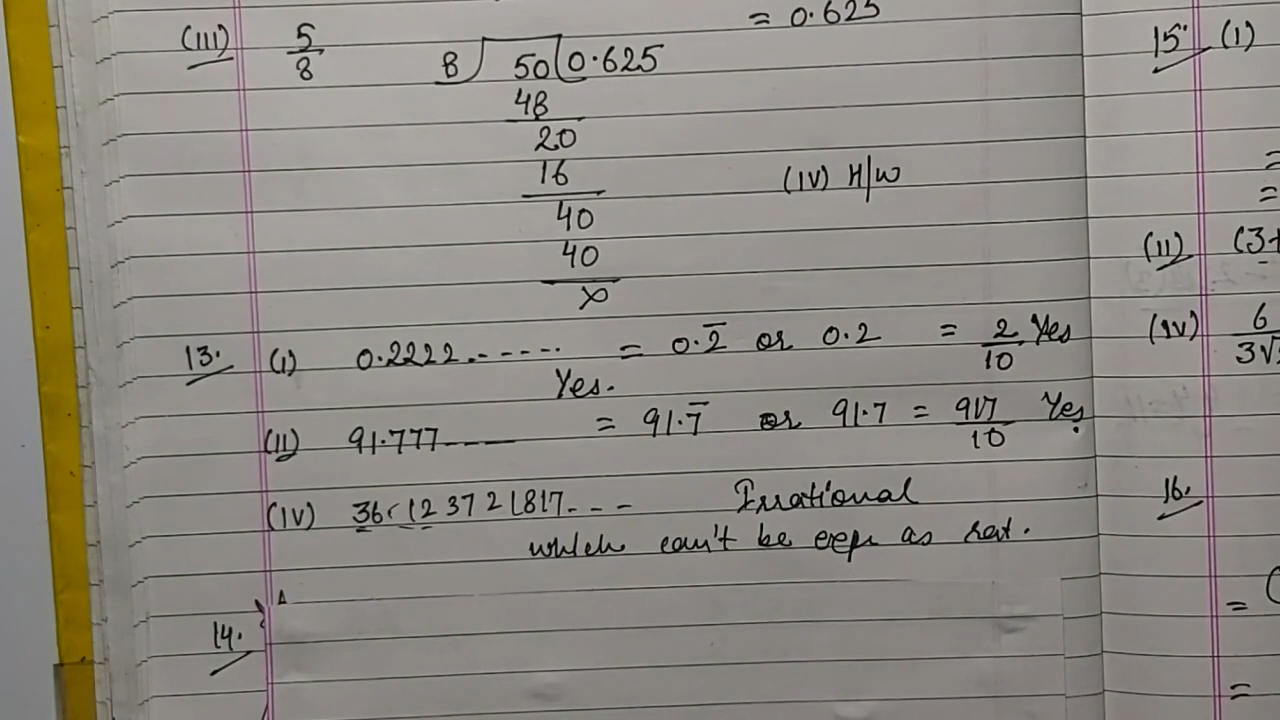 = 0.625
(III) 5/8 8) 50 (0.625
48
20
16
(IV) H/W
40
40
x
13. (I) 0.2222....... = 0.2̅ or 0.2 = 2/10 Yes
Yes.
(II) 91.777------ = 91.7̅ or 91.7 = 917/10 Yes
(IV) 36.12 3721817--- Irrational
which can't be exp as rat.
14.
15. (I)
=
=
(II) (3+
(IV) 6
3√
16.
= (
=